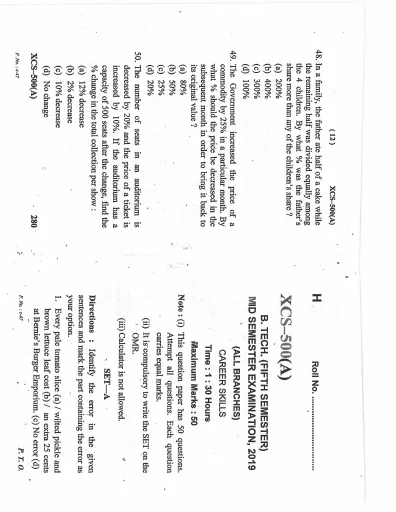 (12)
XCS-500(A)
48. In a family, the father ate half of a cake while
the remaining half was divided equally among
the 4 children. By what % was the father's
share more than any of the children's share ?
(a) 200%
(b) 400%
(c) 300%
(d) 100%
49. The Government increased the price of a
commodity by 25% in a particular month. By
what % should the price be decreased in the
subsequent month in order to bring it back to
its original value ?
(a) 80%
(b) 50%
(c) 25%
(d) 20%
50. The number of seats in an auditorium is
decreased by 20% and the price of a ticket is
increased by 10%. If the auditorium has a
capacity of 500 seats after the change, find the
% change in the total collection per show :
(a) 12% decrease
(b) 2% decrease
(c) 10% decrease
(d) No change
XCS-500(A)
280
H
Roll No. ..............................
XCS-500(A)
B. TECH. (FIFTH SEMESTER)
MID SEMESTER EXAMINATION, 2019
(ALL BRANCHES)
CAREER SKILLS
Time : 1 : 30 Hours
Maximum Marks : 50
Note : (i) This question paper has 50 questions.
Attempt all questions. Each question
carries equal marks.
(ii) It is compulsory to write the SET on the
OMR.
(iii) Calculator is not allowed.
SET—A
Directions : Identify the error in the given
sentences and mark the part containing the error as
your option.
1. Every pale tomato slice (a) / wilted pickle and
brown lettuce leaf cost (b) / an extra 25 cents
at Bernie's Burger Emporium. (c) No error (d)
P. T. O.